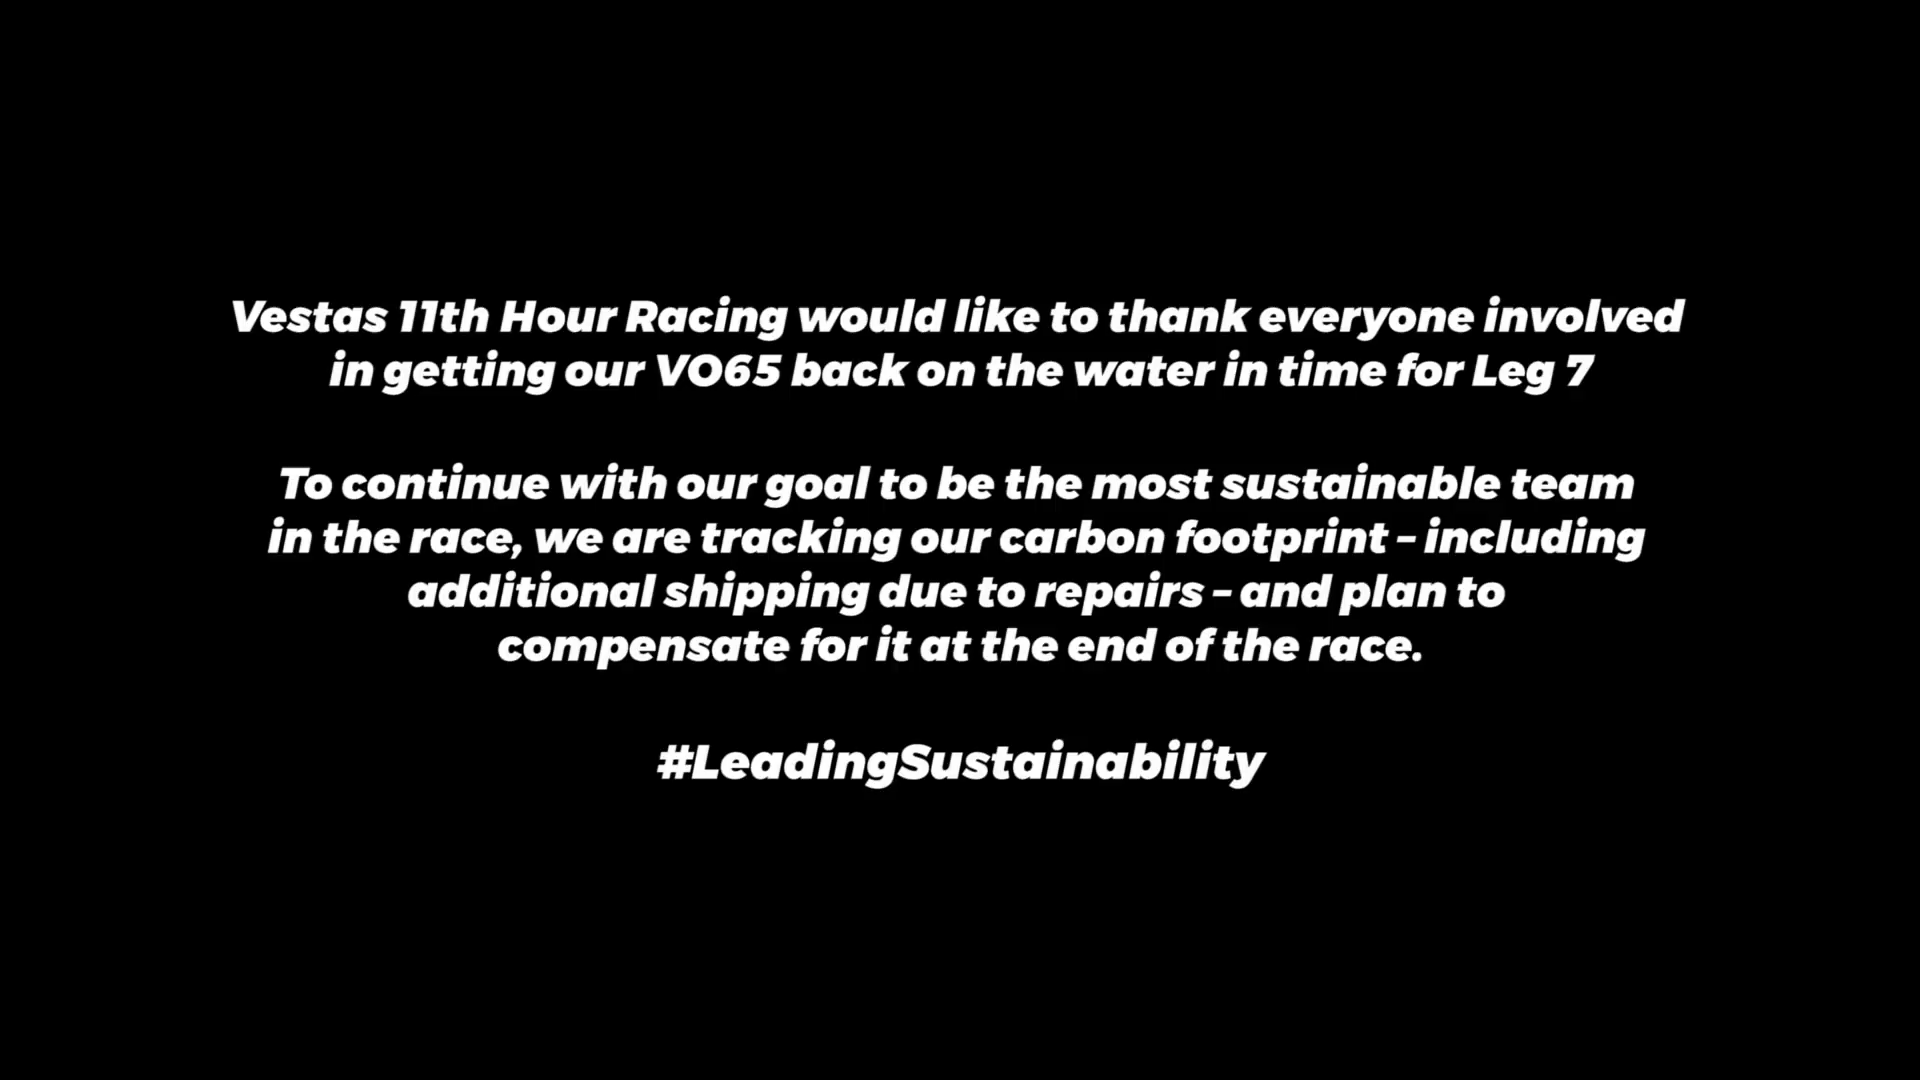 Vestas 11th Hour Racing would like to thank everyone involved
in getting our VO65 back on the water in time for Leg 7
To continue with our goal to be the most sustainable team
in the race, we are tracking our carbon footprint – including
additional shipping due to repairs – and plan to
compensate for it at the end of the race.
#LeadingSustainability